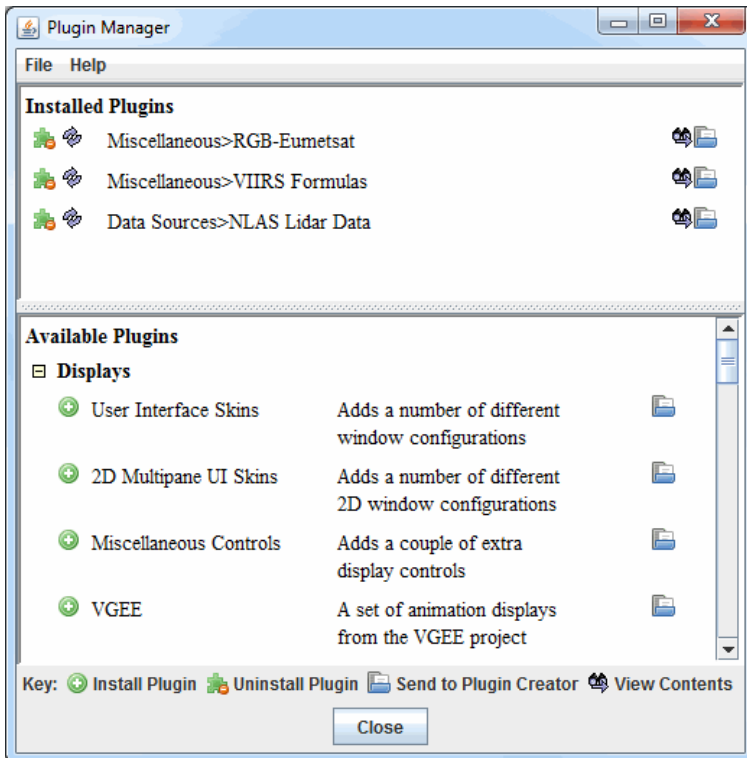 Plugin Manager
File Help
Installed Plugins
Miscellaneous>RGB-Eumetsat
Miscellaneous>VIIRS Formulas
Data Sources>NLAS Lidar Data
Available Plugins
Displays
User Interface Skins Adds a number of different
window configurations
2D Multipane UI Skins Adds a number of different
2D window configurations
Miscellaneous Controls Adds a couple of extra
display controls
VGEE A set of animation displays
from the VGEE project
Key: Install Plugin Uninstall Plugin Send to Plugin Creator View Contents
Close